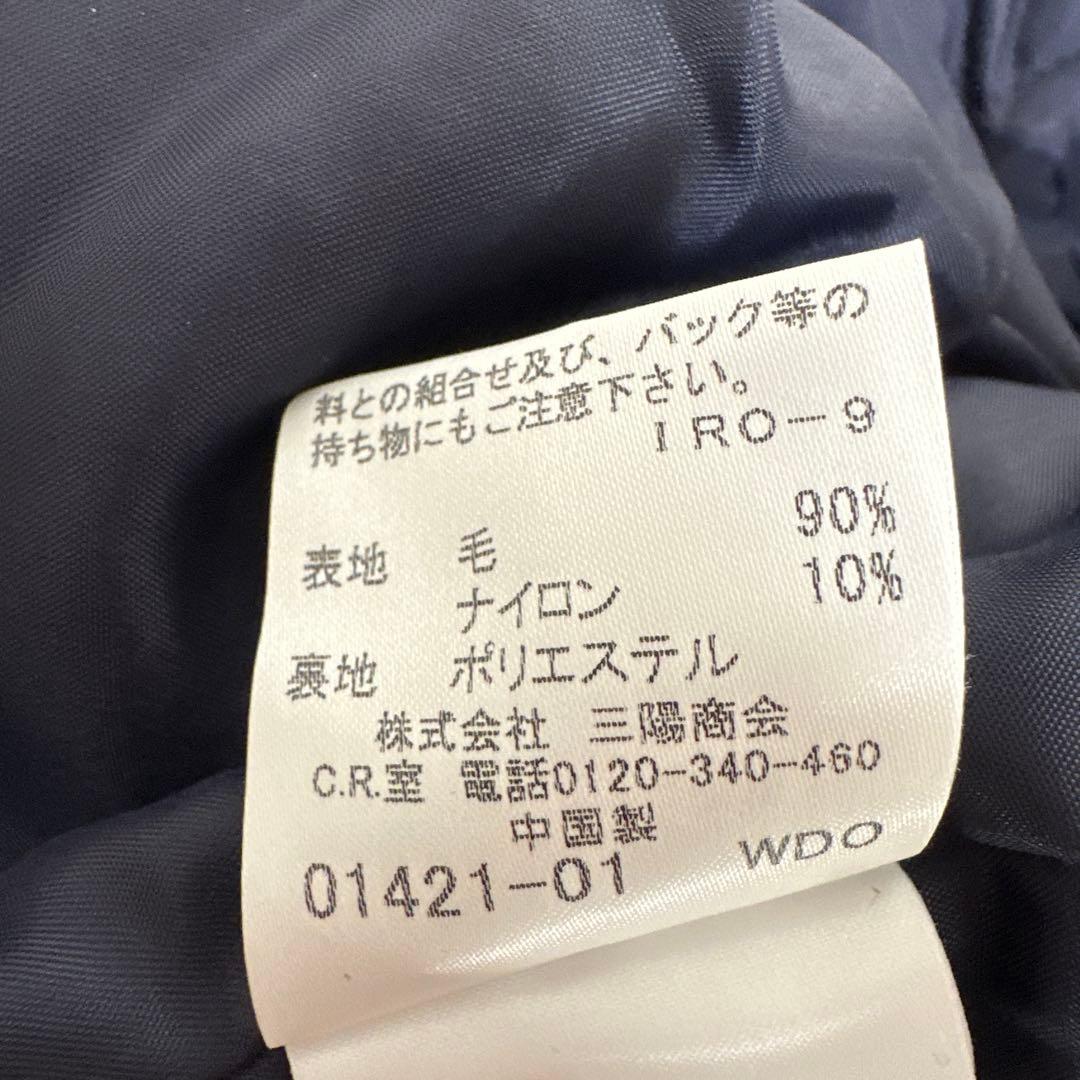 料との組合せ及び、バック等の
持ち物にもご注意下さい。
IRO-9
表地 毛 90%
ナイロン 10%
裏地 ポリエステル
株式会社 三陽商会
C.R.室 電話0120-340-460
中国製
01421-01 WDO